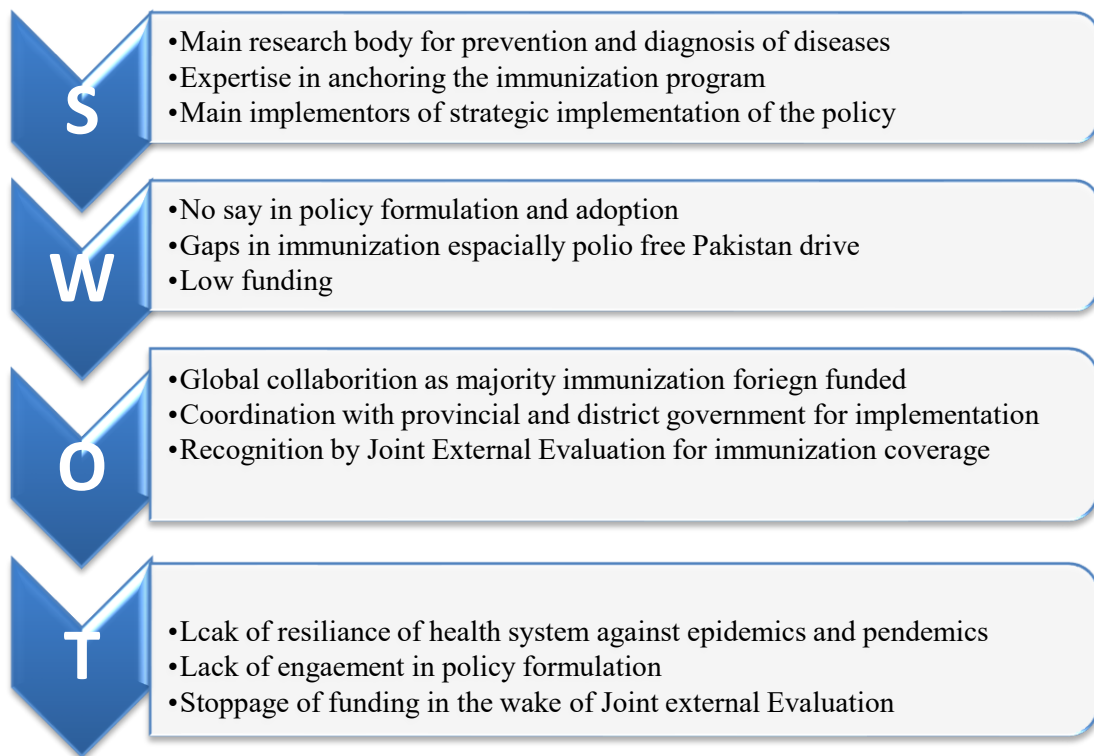 S
•Main research body for prevention and diagnosis of diseases
•Expertise in anchoring the immunization program
•Main implementors of strategic implementation of the policy
W
•No say in policy formulation and adoption
•Gaps in immunization espacially polio free Pakistan drive
•Low funding
O
•Global collaborition as majority immunization foriegn funded
•Coordination with provincial and district government for implementation
•Recognition by Joint External Evaluation for immunization coverage
T
•Lcak of resiliance of health system against epidemics and pendemics
•Lack of engaement in policy formulation
•Stoppage of funding in the wake of Joint external Evaluation